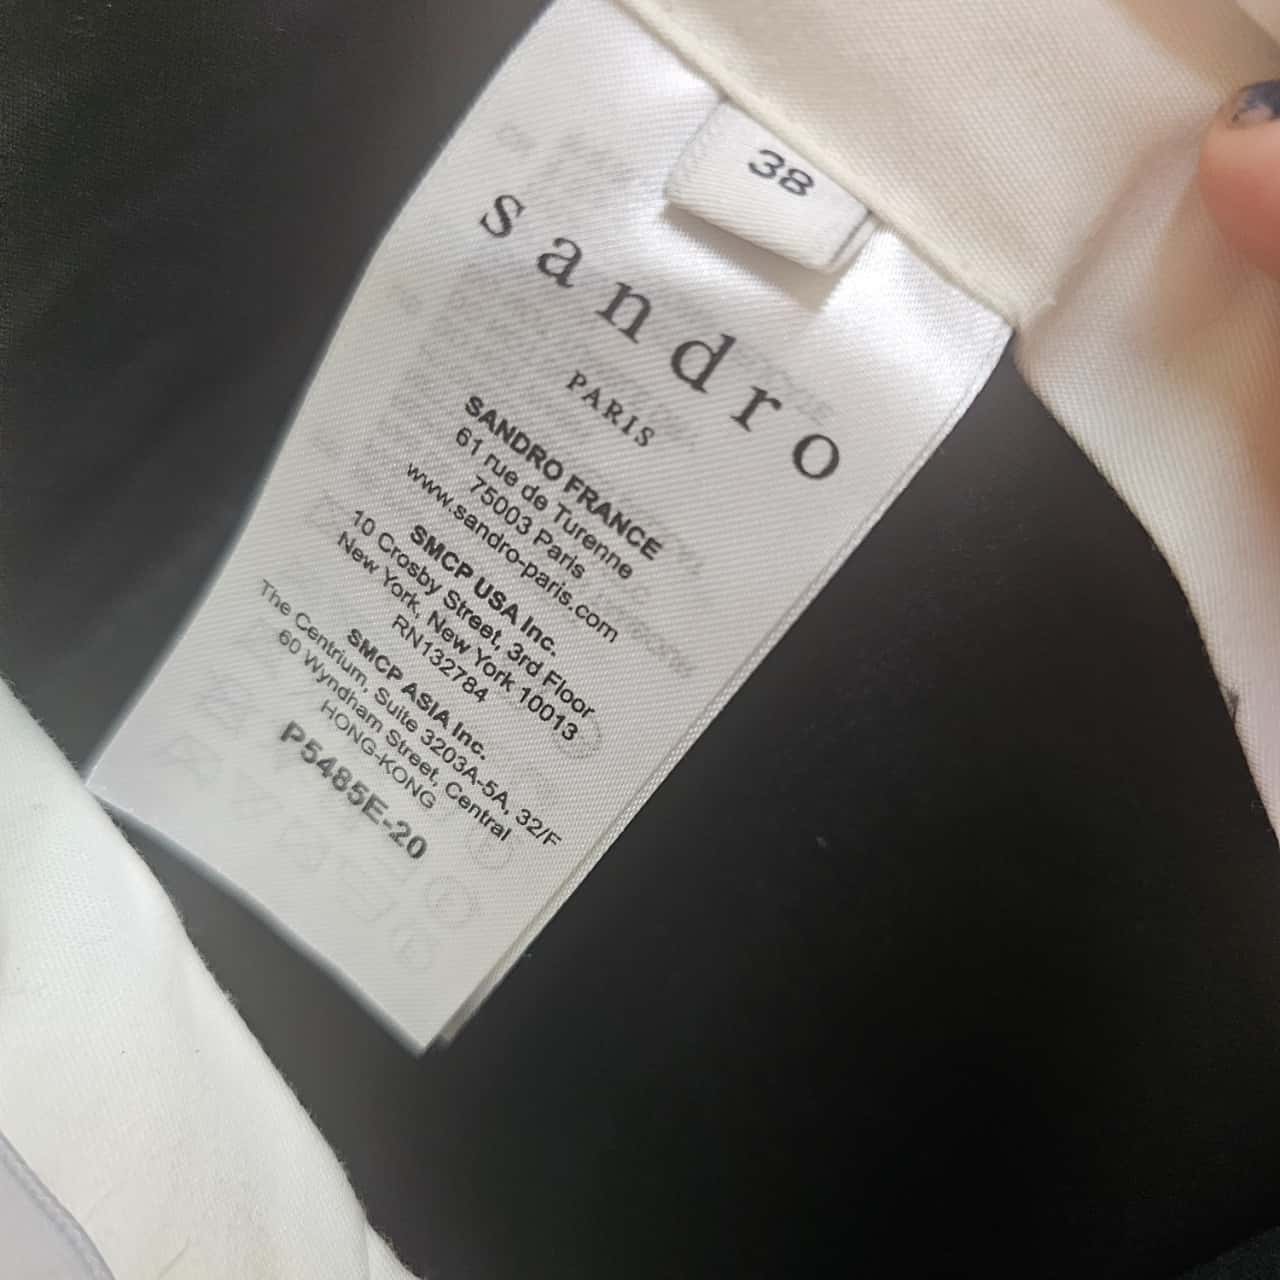 38
sandro
PARIS
SANDRO FRANCE
61 rue de Turenne
75003 Paris
www.sandro-paris.com
SMCP USA Inc.
10 Crosby Street, 3rd Floor
New York, New York 10013
RN132784
SMCP ASIA Inc.
The Centrium, Suite 3203A-5A, 32/F
60 Wyndham Street, Central
HONG-KONG
P5485E-20